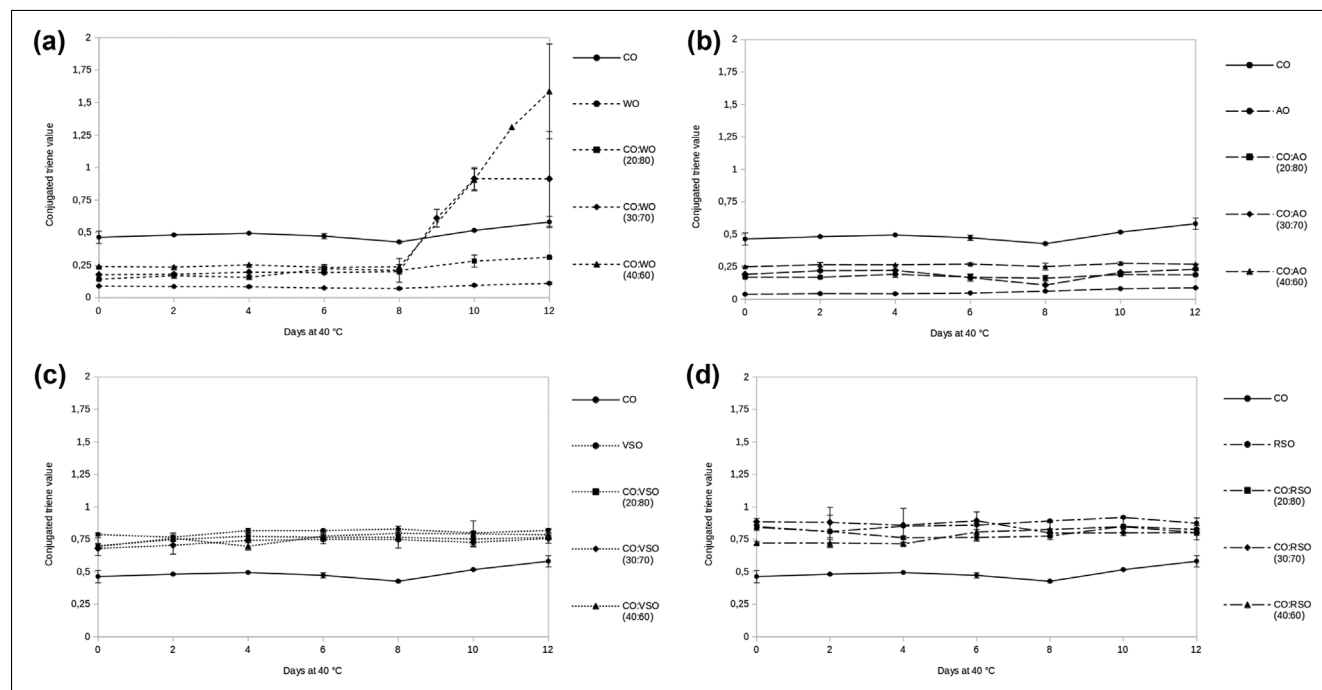 (a)
2
1,75
1,5
1,25
1
0,75
0,5
0,25
0
Conjugated triene value
0 2 4 6 8 10 12
Days at 40 °C
CO
WO
CO:WO
(20:80)
CO:WO
(30:70)
CO:WO
(40:60)
(b)
2
1,75
1,5
1,25
1
0,75
0,5
0,25
0
Conjugated triene value
0 2 4 6 8 10 12
Days at 40 °C
CO
AO
CO:AO
(20:80)
CO:AO
(30:70)
CO:AO
(40:60)
(c)
2
1,75
1,5
1,25
1
0,75
0,5
0,25
0
Conjugated triene value
0 2 4 6 8 10 12
Days at 40 °C
CO
VSO
CO:VSO
(20:80)
CO:VSO
(30:70)
CO:VSO
(40:60)
(d)
2
1,75
1,5
1,25
1
0,75
0,5
0,25
0
Conjugated triene value
0 2 4 6 8 10 12
Days at 40 °C
CO
RSO
CO:RSO
(20:80)
CO:RSO
(30:70)
CO:RSO
(40:60)